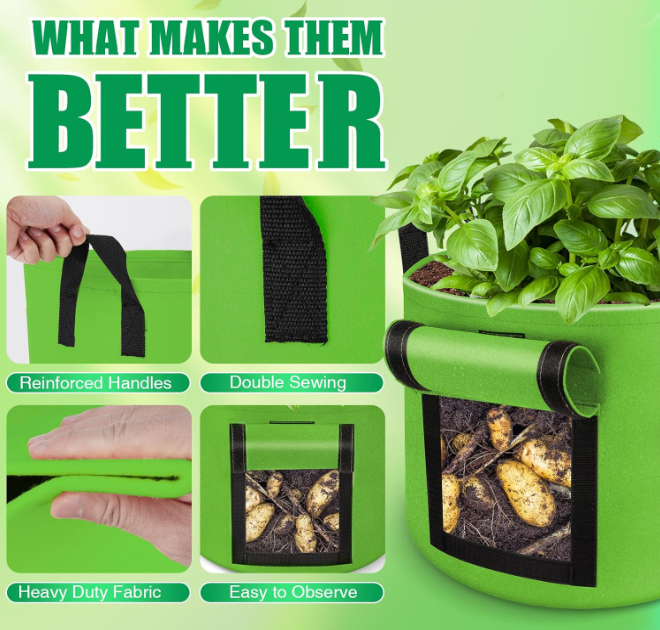 WHAT MAKES THEM
BETTER
Reinforced Handles
Double Sewing
Heavy Duty Fabric
Easy to Observe